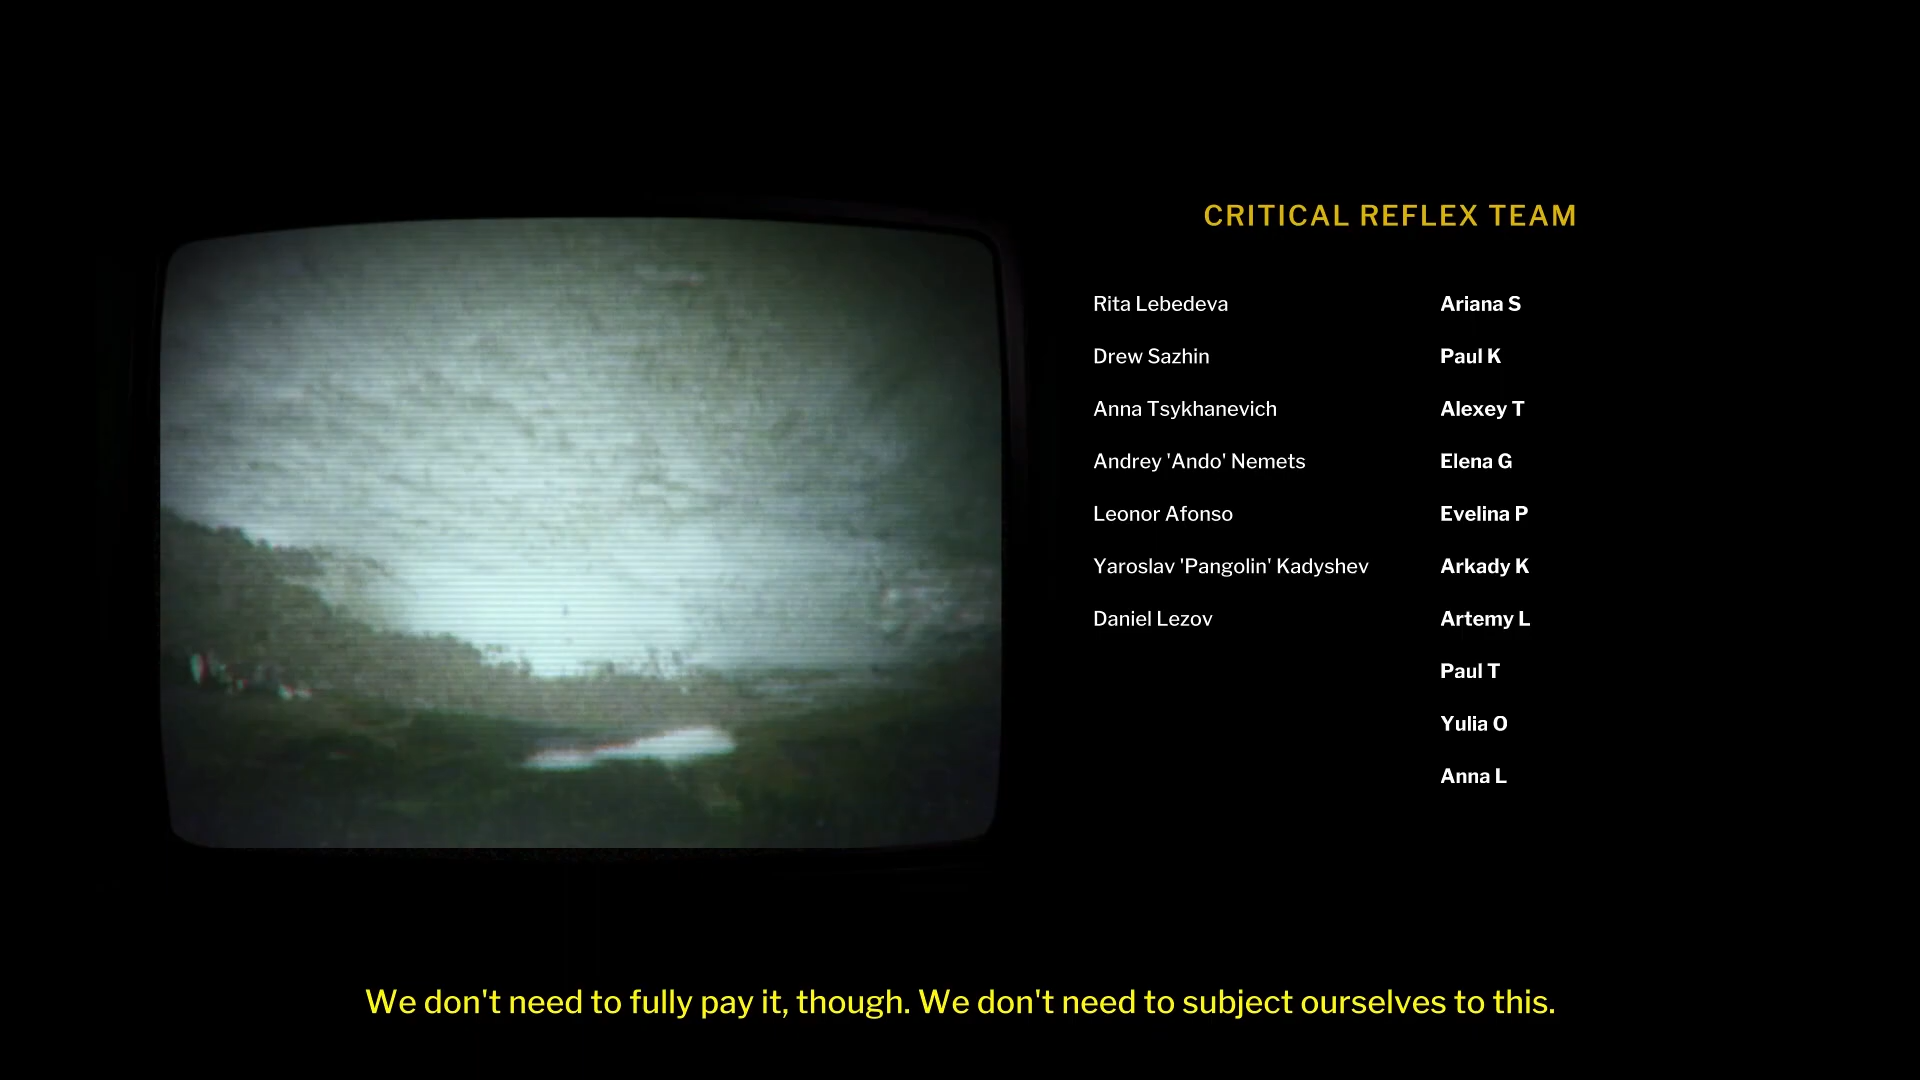 CRITICAL REFLEX TEAM
Rita Lebedeva
Drew Sazhin
Anna Tsykhanevich
Andrey 'Ando' Nemets
Leonor Afonso
Yaroslav 'Pangolin' Kadyshev
Daniel Lezov
Ariana S
Paul K
Alexey T
Elena G
Evelina P
Arkady K
Artemy L
Paul T
Yulia O
Anna L
We don't need to fully pay it, though. We don't need to subject ourselves to this.